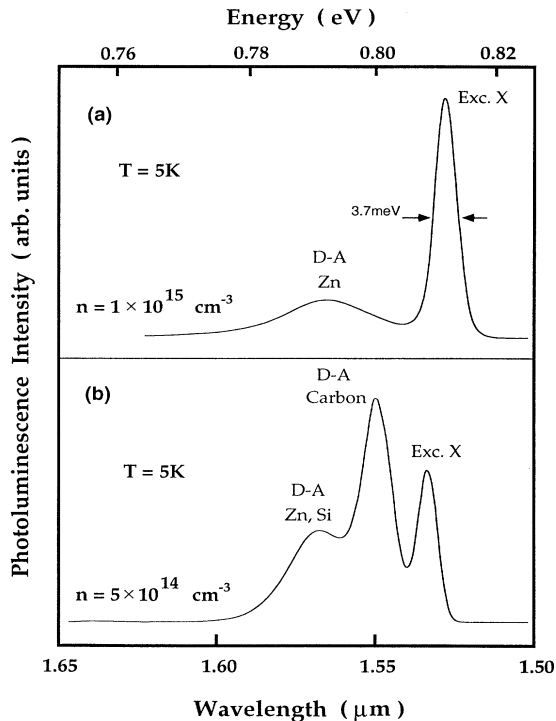 Energy ( eV )
0.76 0.78 0.80 0.82
(a)
Exc. X
T = 5K
3.7meV
D-A
Zn
n = 1 × 10^15 cm^-3
(b)
D-A
Carbon
Exc. X
T = 5K
D-A
Zn, Si
n = 5 × 10^14 cm^-3
Photoluminescence Intensity ( arb. units )
1.65 1.60 1.55 1.50
Wavelength ( μm )